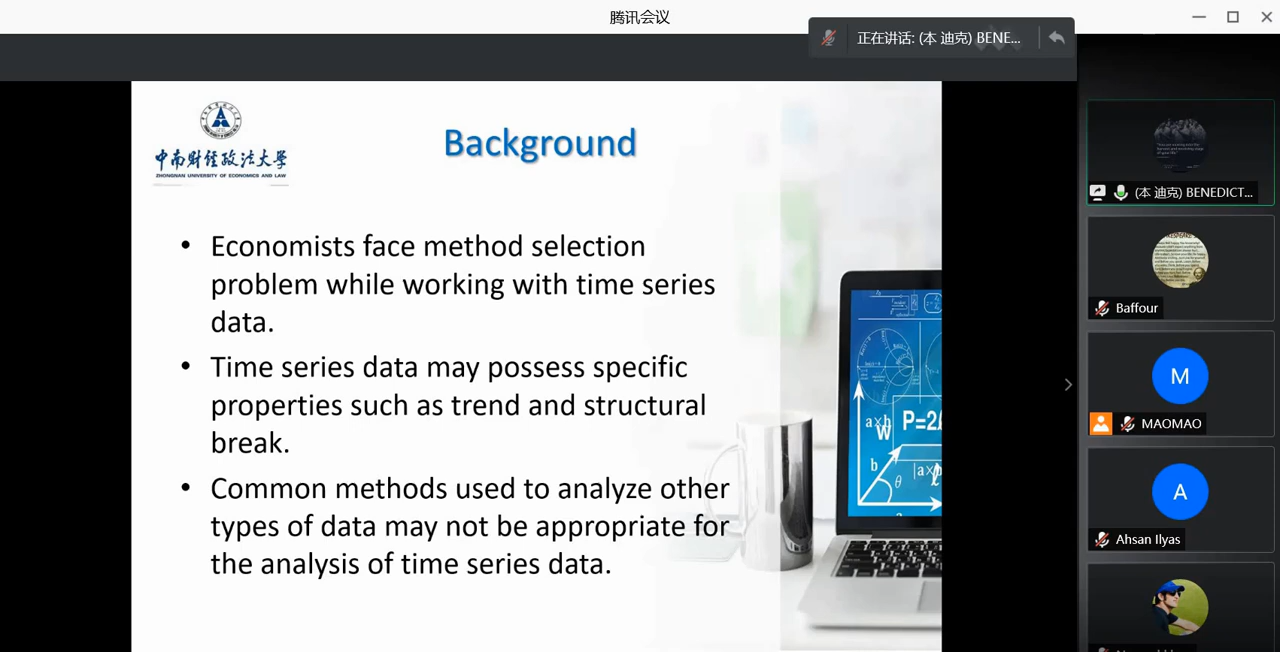 腾讯会议
正在讲话: (本 迪克) BENE...
中南财经政法大学
ZHONGNAN UNIVERSITY OF ECONOMICS AND LAW
Background
• Economists face method selection
problem while working with time series
data.
• Time series data may possess specific
properties such as trend and structural
break.
• Common methods used to analyze other
types of data may not be appropriate for
the analysis of time series data.
a×b
W
P=2
b
θ
|a×
(本 迪克) BENEDICT...
Baffour
M
MAOMAO
A
Ahsan Ilyas